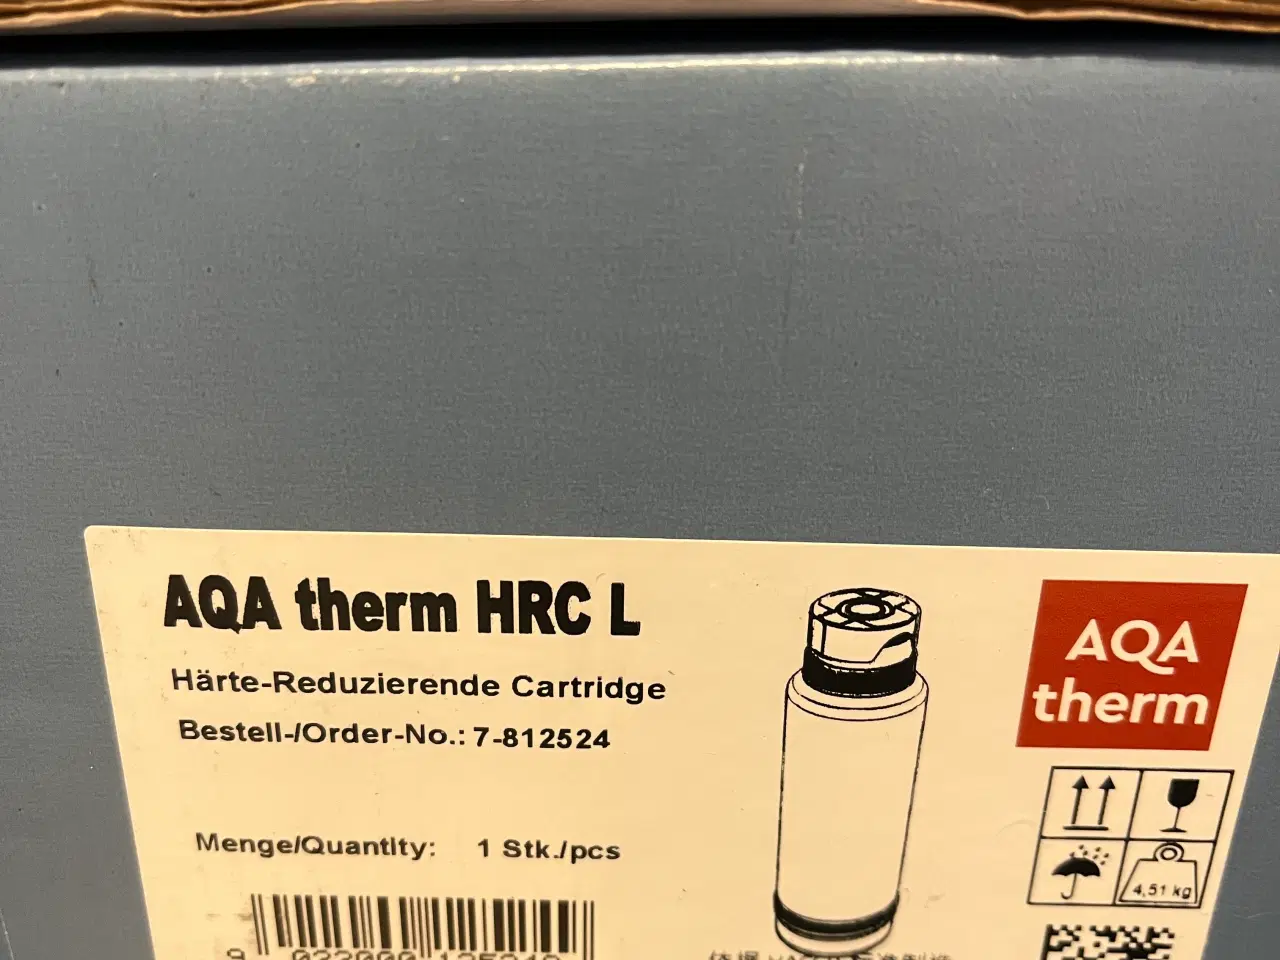 AQA therm HRC L
Härte-Reduzierende Cartridge
Bestell-/Order-No.: 7-812524
Menge/Quantity: 1 Stk./pcs
AQA
therm
4,51 kg
9